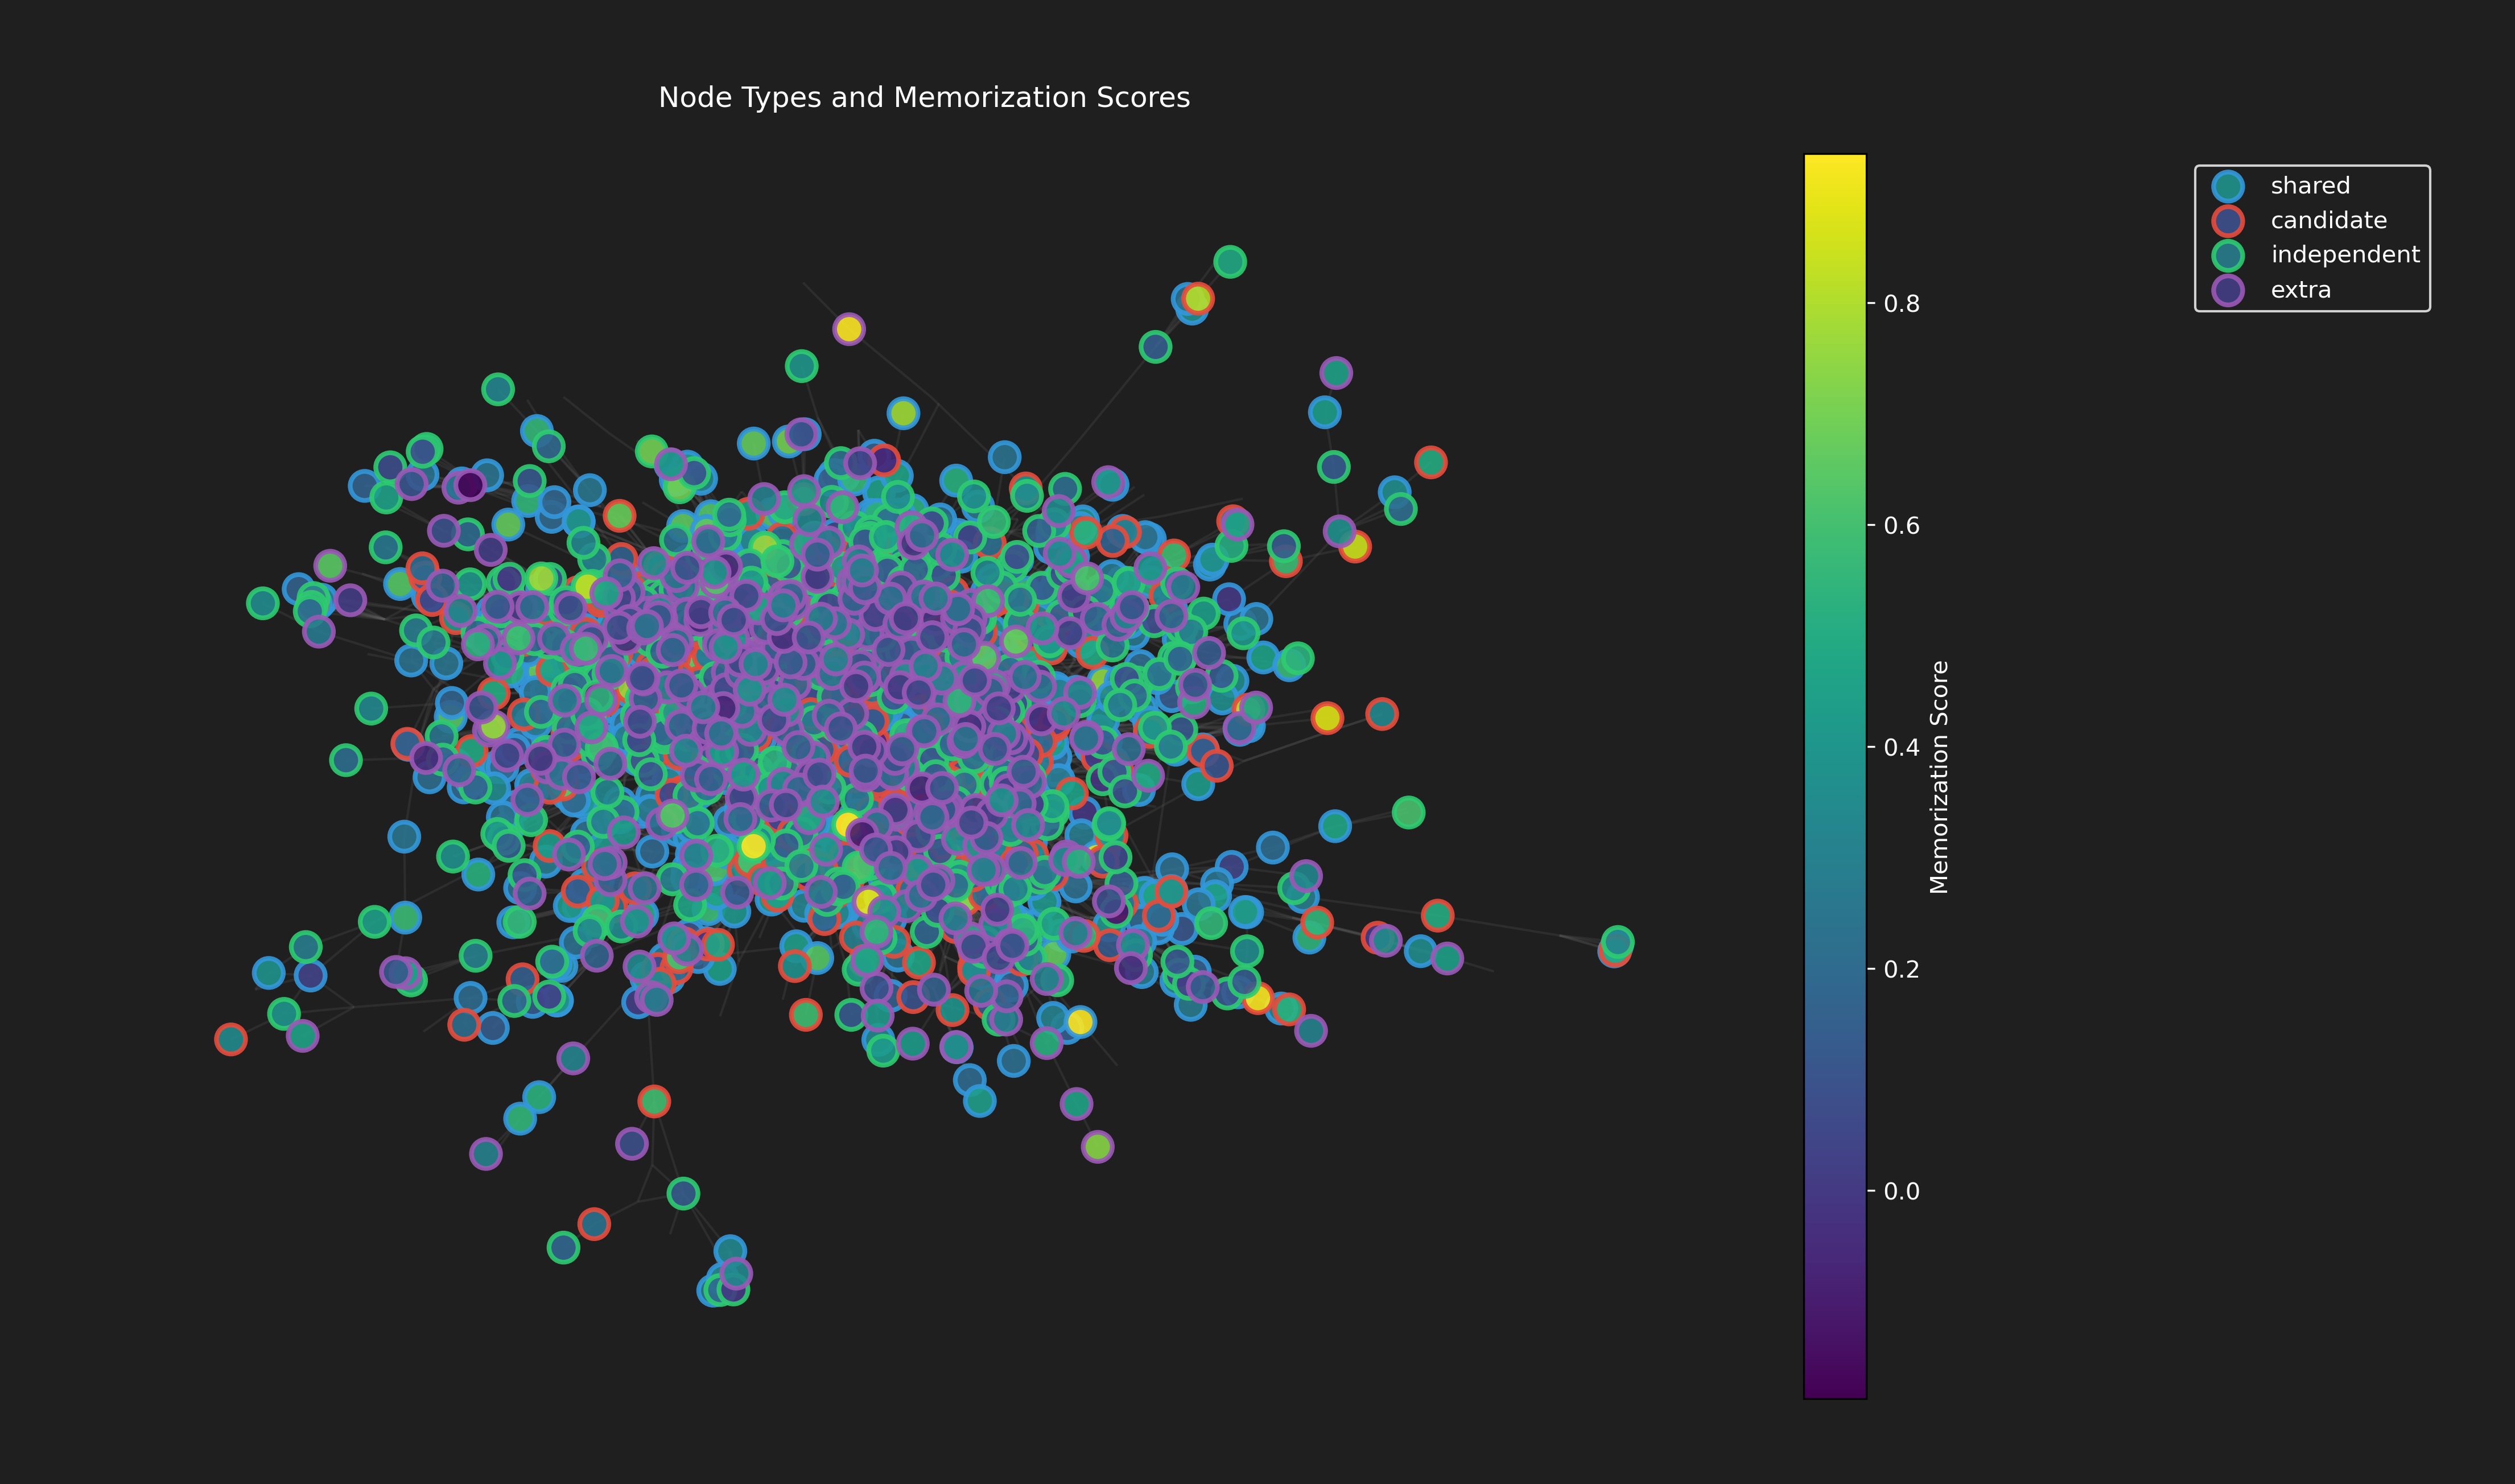 Node Types and Memorization Scores
shared
candidate
independent
extra
0.8
0.6
0.4
0.2
0.0
Memorization Score